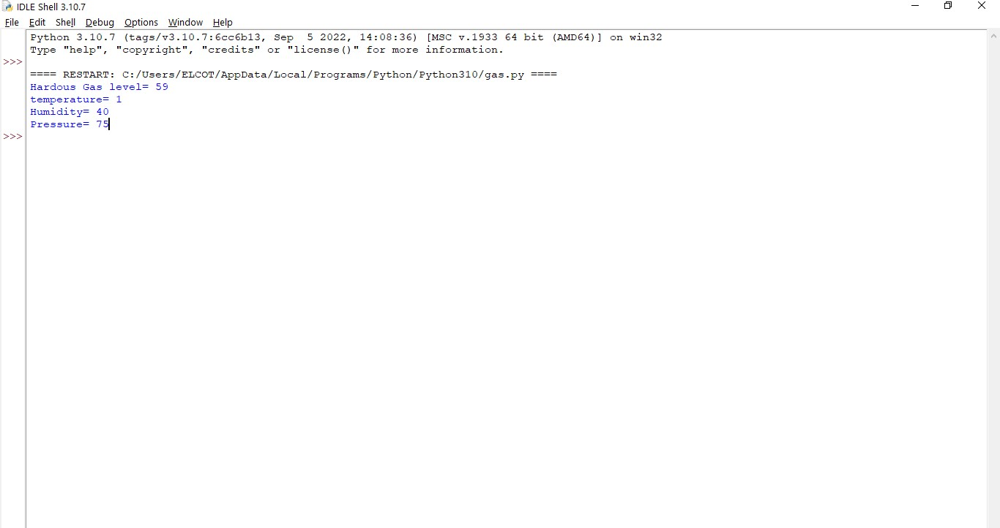 IDLE Shell 3.10.7
File Edit Shell Debug Options Window Help
Python 3.10.7 (tags/v3.10.7:6cc6b13, Sep  5 2022, 14:08:36) [MSC v.1933 64 bit (AMD64)] on win32
Type "help", "copyright", "credits" or "license()" for more information.
>>>
==== RESTART: C:/Users/ELCOT/AppData/Local/Programs/Python/Python310/gas.py ====
Hardous Gas level= 59
temperature= 1
Humidity= 40
Pressure= 75
>>>